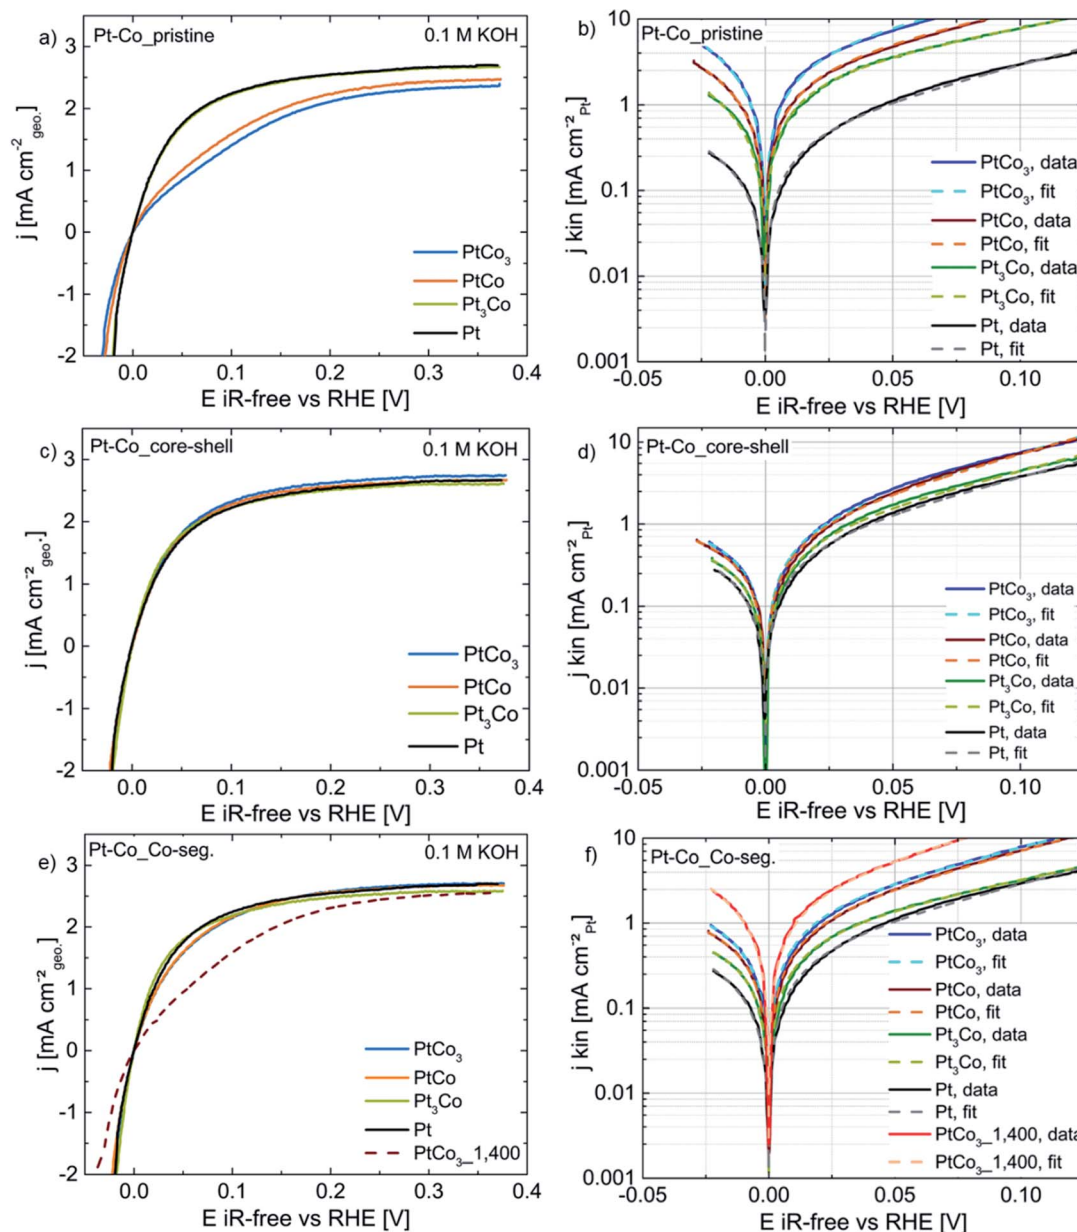 a) Pt-Co_pristine 0.1 M KOH
3
2
1
0
-1
-2
j [mA cm⁻²geo.]
PtCo₃
PtCo
Pt₃Co
Pt
0.0 0.1 0.2 0.3 0.4
E iR-free vs RHE [V]
b) Pt-Co_pristine
10
1
0.1
0.01
0.001
j kin [mA cm⁻²Pt]
PtCo₃, data
PtCo₃, fit
PtCo, data
PtCo, fit
Pt₃Co, data
Pt₃Co, fit
Pt, data
Pt, fit
-0.05 0.00 0.05 0.10
E iR-free vs RHE [V]
c) Pt-Co_core-shell 0.1 M KOH
3
2
1
0
-1
-2
j [mA cm⁻²geo.]
PtCo₃
PtCo
Pt₃Co
Pt
0.0 0.1 0.2 0.3 0.4
E iR-free vs RHE [V]
d) Pt-Co_core-shell
10
1
0.1
0.01
0.001
j kin [mA cm⁻²Pt]
PtCo₃, data
PtCo₃, fit
PtCo, data
PtCo, fit
Pt₃Co, data
Pt₃Co, fit
Pt, data
Pt, fit
-0.05 0.00 0.05 0.10
E iR-free vs RHE [V]
e) Pt-Co_Co-seg. 0.1 M KOH
3
2
1
0
-1
-2
j [mA cm⁻²geo.]
PtCo₃
PtCo
Pt₃Co
Pt
PtCo₃_1,400
0.0 0.1 0.2 0.3 0.4
E iR-free vs RHE [V]
f) Pt-Co_Co-seg.
10
1
0.1
0.01
0.001
j kin [mA cm⁻²Pt]
PtCo₃, data
PtCo₃, fit
PtCo, data
PtCo, fit
Pt₃Co, data
Pt₃Co, fit
Pt, data
Pt, fit
PtCo₃_1,400, data
PtCo₃_1,400, fit
-0.05 0.00 0.05 0.10
E iR-free vs RHE [V]